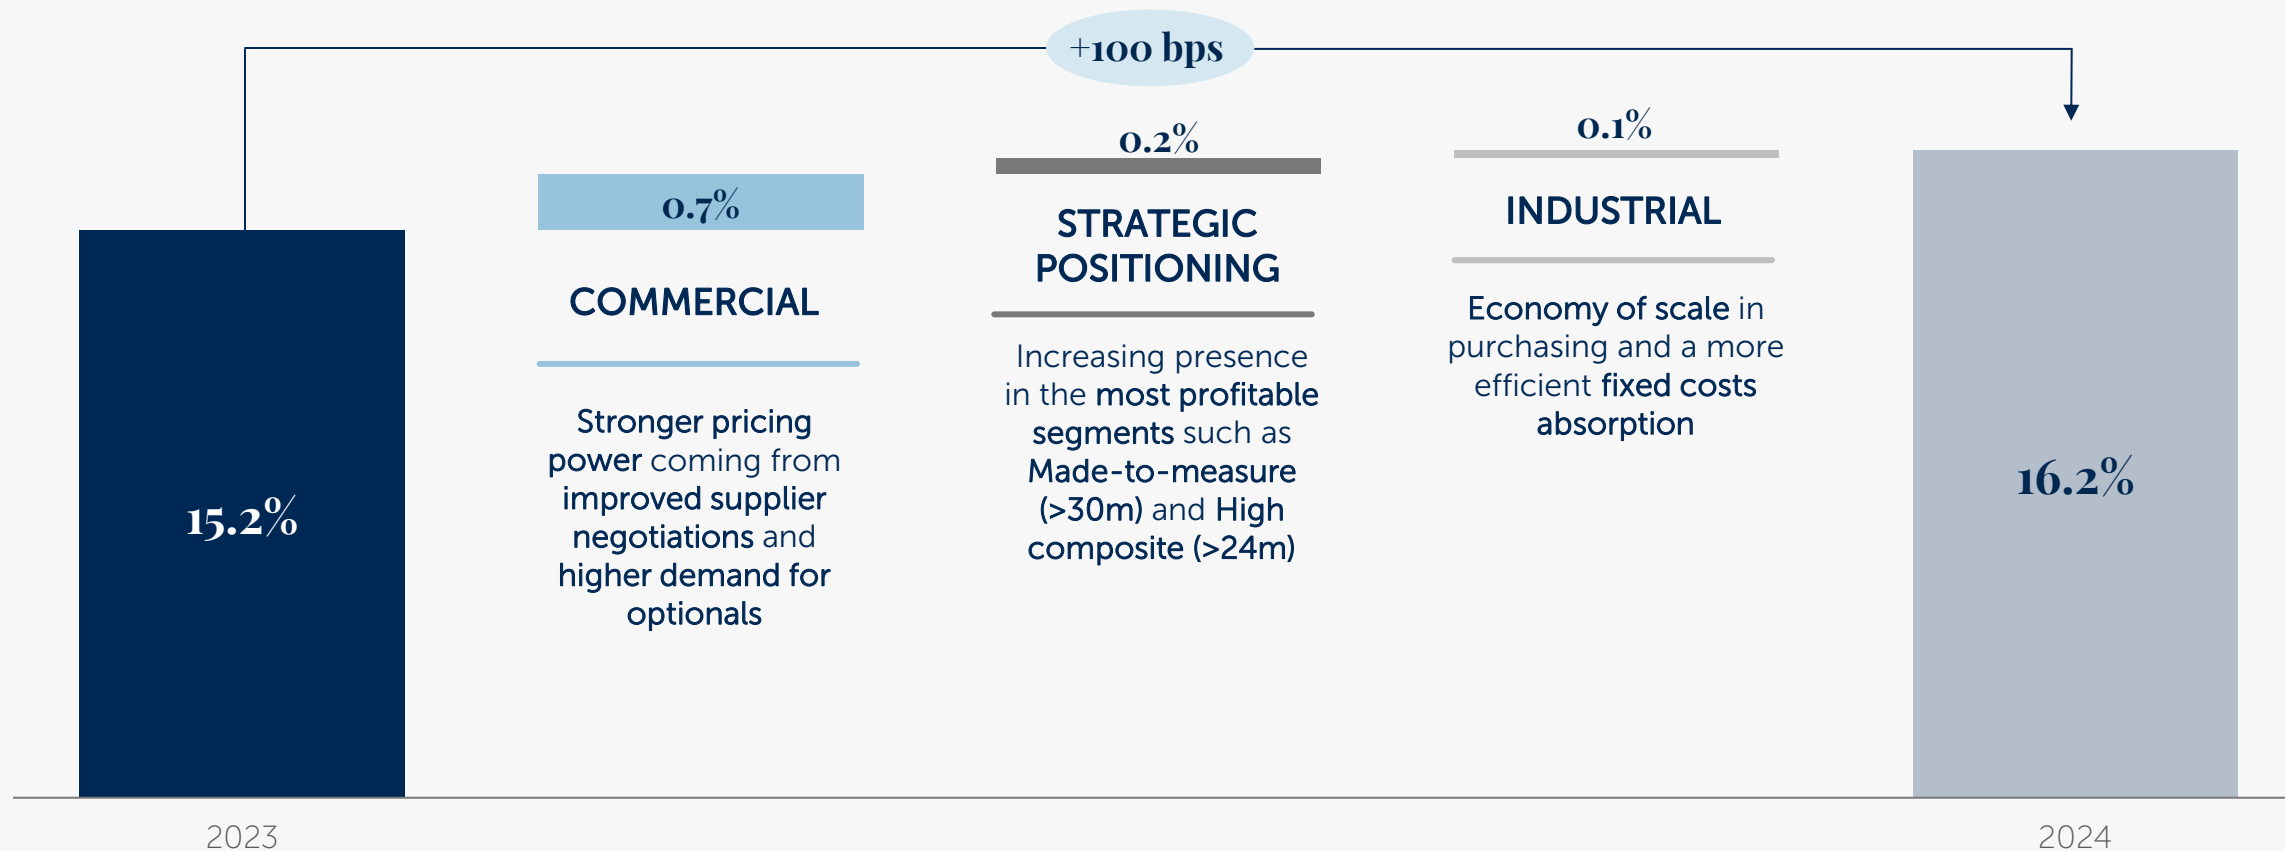 +100 bps
15.2%
2023
0.7%
COMMERCIAL
Stronger pricing
power coming from
improved supplier
negotiations and
higher demand for
optionals
0.2%
STRATEGIC
POSITIONING
Increasing presence
in the most profitable
segments such as
Made-to-measure
(>30m) and High
composite (>24m)
0.1%
INDUSTRIAL
Economy of scale in
purchasing and a more
efficient fixed costs
absorption
16.2%
2024